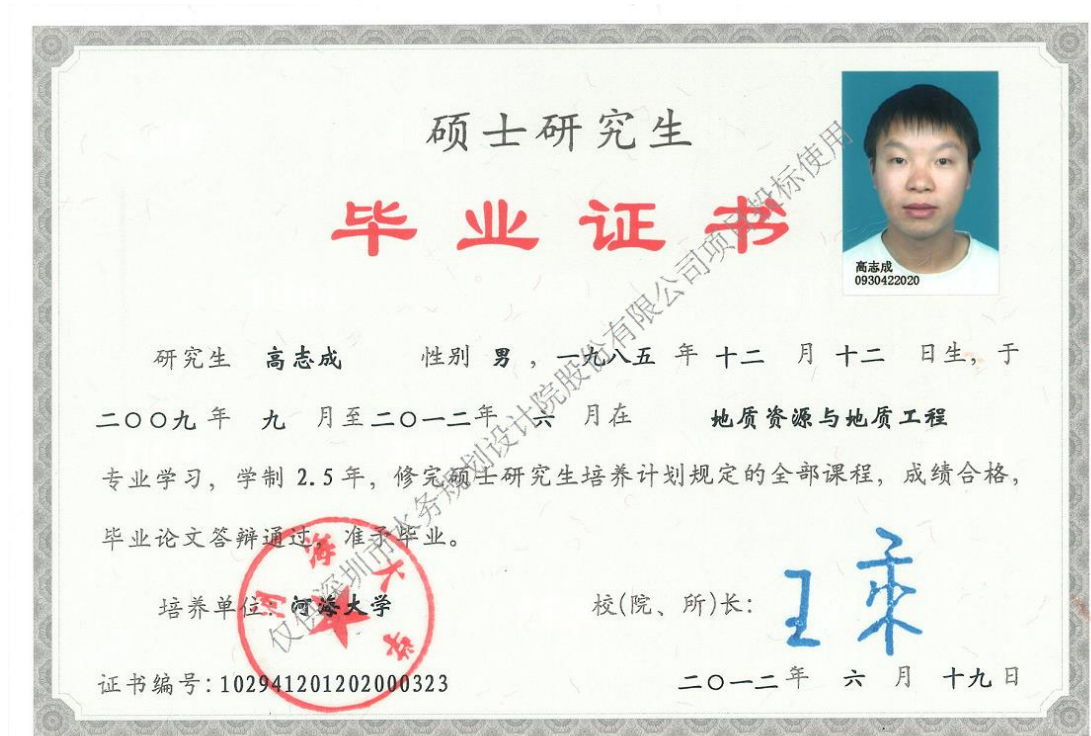 硕士研究生
毕业证书
高志成
0930422020
研究生 高志成 性别 男，一九八五 年 十二 月 十二 日生，于
二〇〇九年 九 月至二〇一二年 六 月在 地质资源与地质工程
专业学习，学制 2.5 年，修完硕士研究生培养计划规定的全部课程，成绩合格，
毕业论文答辩通过，准予毕业。
培养单位：河海大学
校(院、所)长：
证书编号：102941201202000323
二〇一二年 六 月 十九日
河海大学
仅供深圳市水务规划设计院股份有限公司项目投标使用